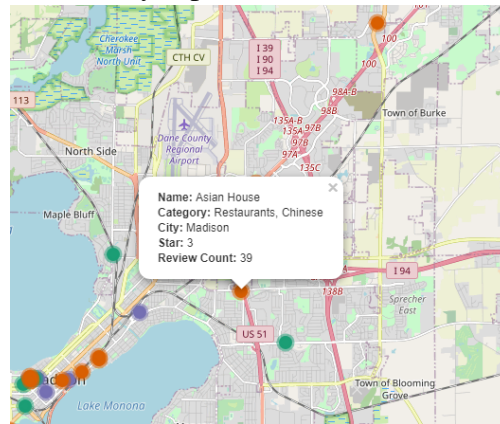 Cherokee
Marsh
North Unit
CTH CV
I 39
I 90
I 94
100
100
98A-B
98B
113
135A-B
135A
97B
97A
135C
Town of Burke
Dane County
Regional
Airport
North Side
Maple Bluff
×
Name: Asian House
Category: Restaurants, Chinese
City: Madison
Star: 3
Review Count: 39
I 94
138B
Sprecher
East
US 51
Town of Blooming
Grove
Lake Monona